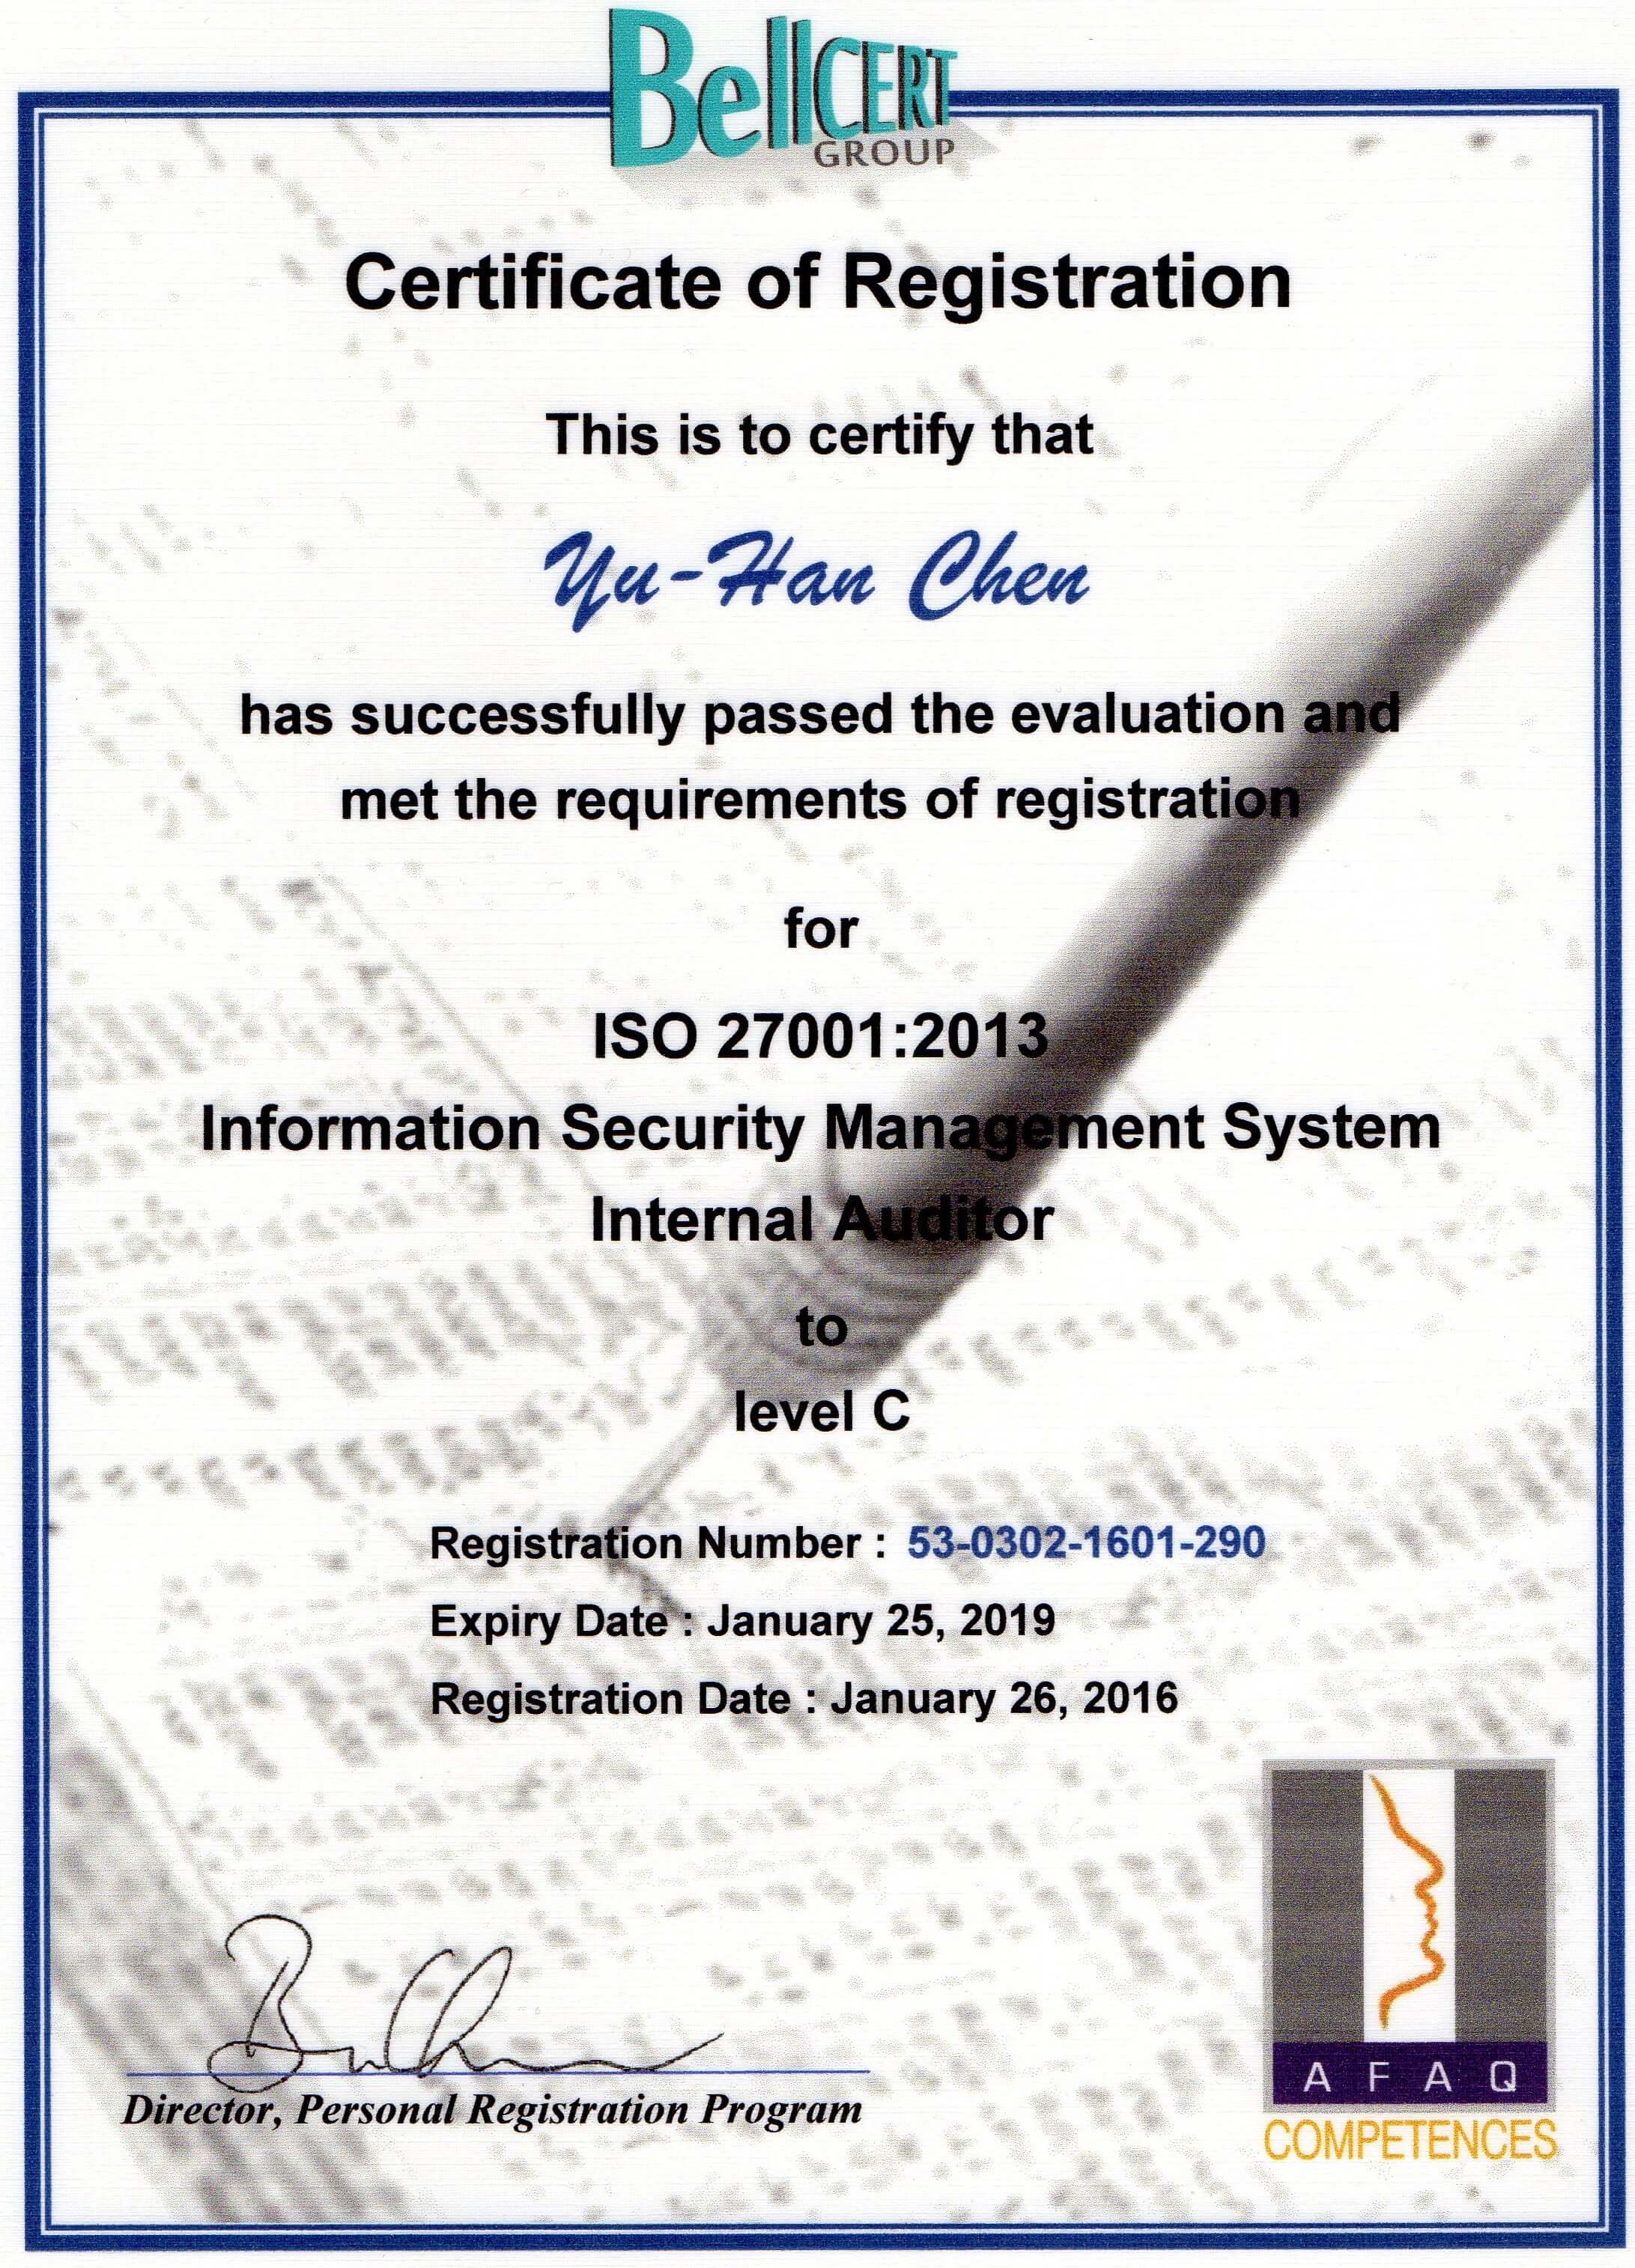 BellCERT
GROUP
Certificate of Registration
This is to certify that
Yu-Han Chen
has successfully passed the evaluation and
met the requirements of registration
for
ISO 27001:2013
Information Security Management System
Internal Auditor
to
level C
Registration Number : 53-0302-1601-290
Expiry Date : January 25, 2019
Registration Date : January 26, 2016
Director, Personal Registration Program
AFAQ
COMPETENCES